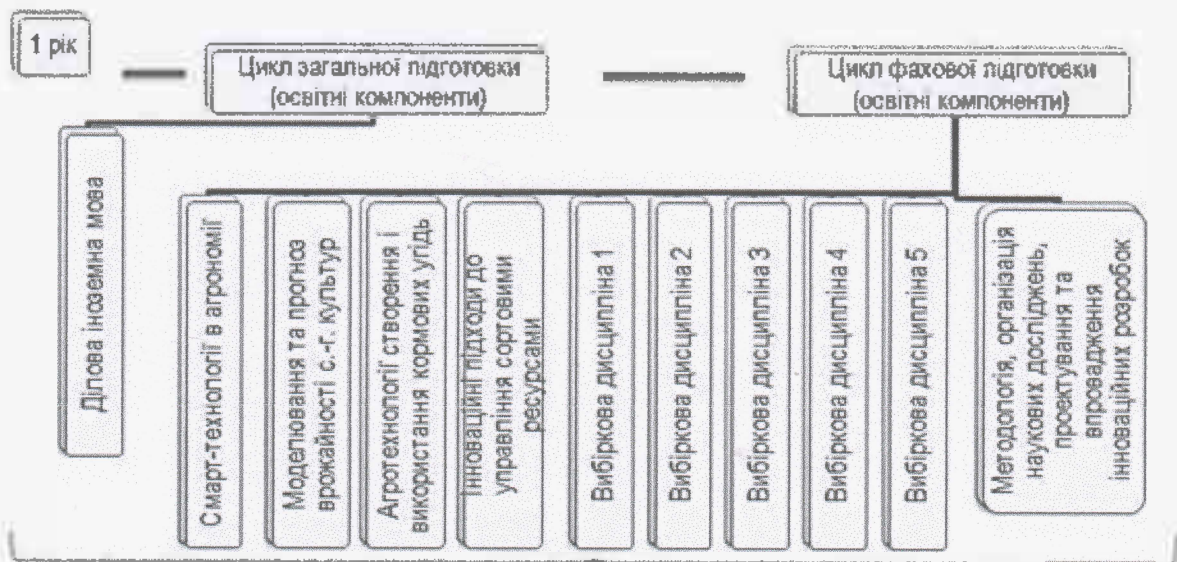 1 рік
Цикл загальної підготовки
(освітні компоненти)
Цикл фахової підготовки
(освітні компоненти)
Ділова іноземна мова
Смарт-технології в агрономії
Моделювання та прогноз
врожайності с.-г. культур
Агротехнології створення і
використання кормових угідь
Інноваційні підходи до
управління сортовими
ресурсами
Вибіркова дисципліна 1
Вибіркова дисципліна 2
Вибіркова дисципліна 3
Вибіркова дисципліна 4
Вибіркова дисципліна 5
Методологія, організація
наукових досліджень,
проектування та
впровадження
інноваційних розробок